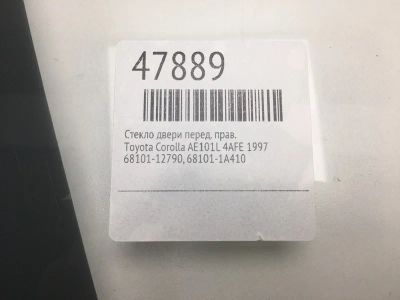 47889
Стекло двери перед. прав.
Toyota Corolla AE101L 4AFE 1997
68101-12790, 68101-1A410